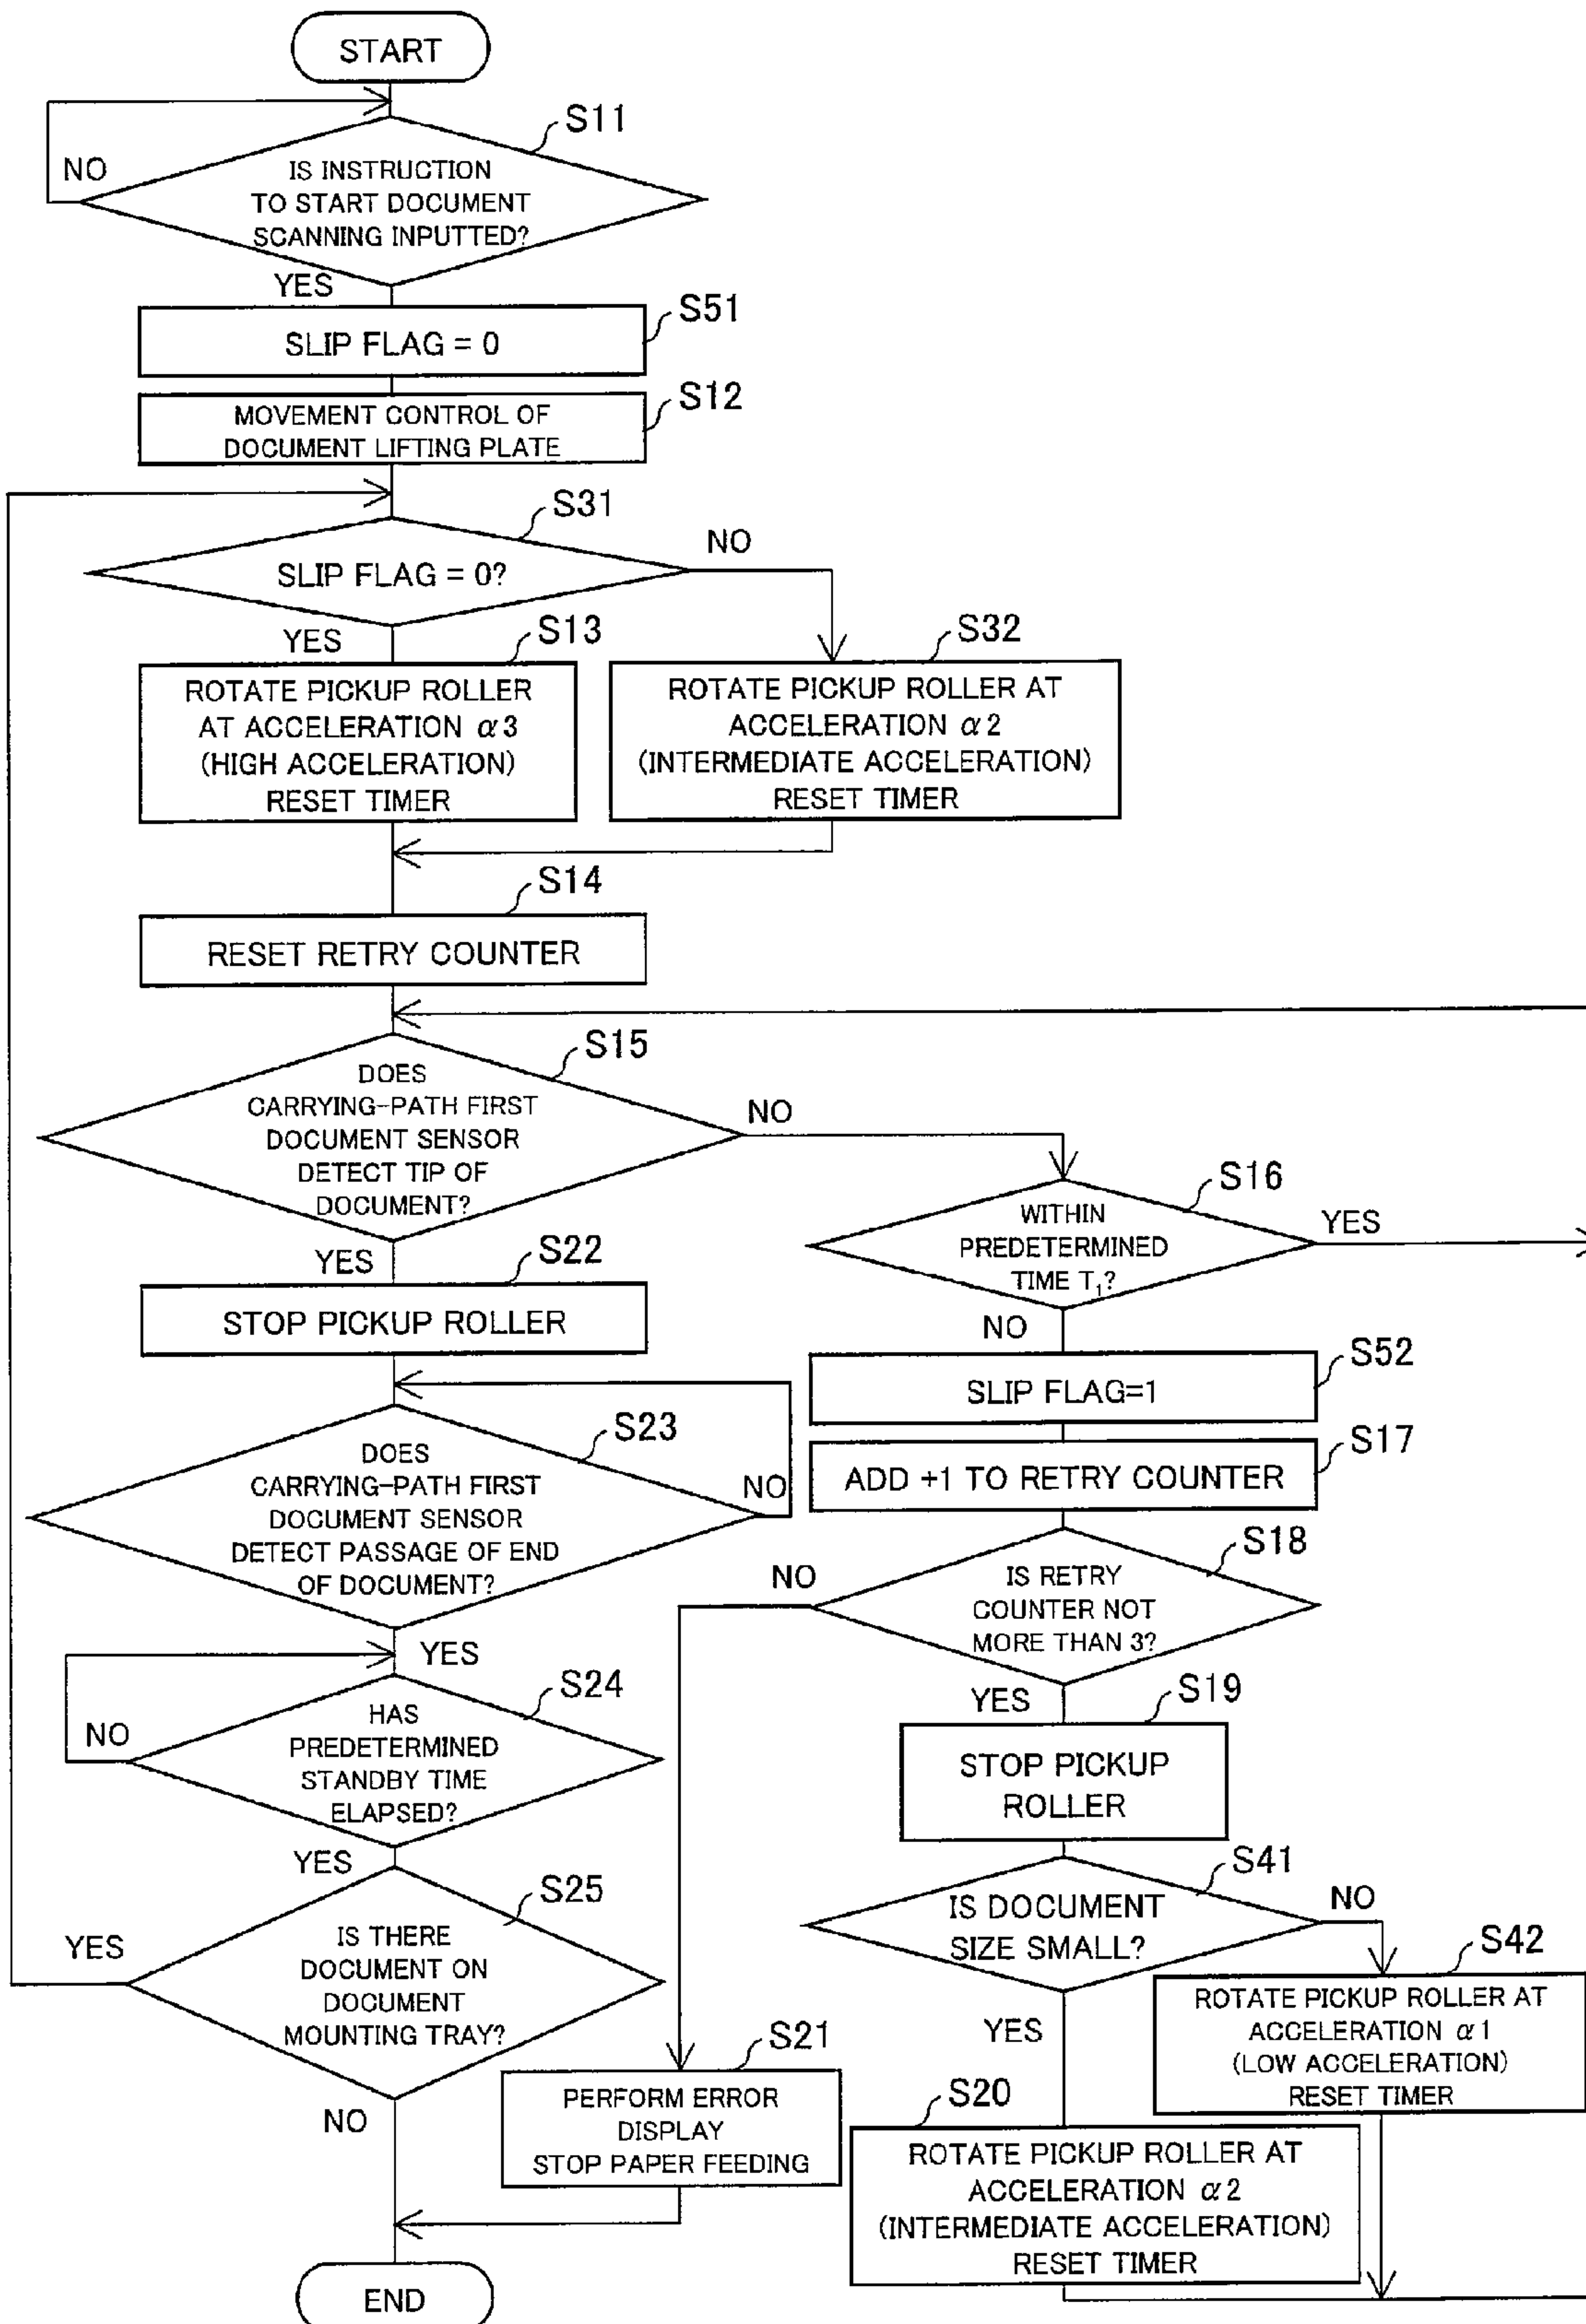 START
S11
NO
IS INSTRUCTION
TO START DOCUMENT
SCANNING INPUTTED?
YES
S51
SLIP FLAG = 0
S12
MOVEMENT CONTROL OF
DOCUMENT LIFTING PLATE
S31
NO
SLIP FLAG = 0?
YES
S13
ROTATE PICKUP ROLLER
AT ACCELERATION α3
(HIGH ACCELERATION)
RESET TIMER
S32
ROTATE PICKUP ROLLER AT
ACCELERATION α2
(INTERMEDIATE ACCELERATION)
RESET TIMER
S14
RESET RETRY COUNTER
S15
DOES
CARRYING-PATH FIRST
DOCUMENT SENSOR
DETECT TIP OF
DOCUMENT?
NO
YES
S16
WITHIN
PREDETERMINED
TIME T₁?
YES
NO
S22
STOP PICKUP ROLLER
S52
SLIP FLAG=1
S17
ADD +1 TO RETRY COUNTER
S23
DOES
CARRYING-PATH FIRST
DOCUMENT SENSOR
DETECT PASSAGE OF END
OF DOCUMENT?
NO
YES
S18
NO
IS RETRY
COUNTER NOT
MORE THAN 3?
YES
S24
NO
HAS
PREDETERMINED
STANDBY TIME
ELAPSED?
YES
S19
STOP PICKUP
ROLLER
S25
YES
IS THERE
DOCUMENT ON
DOCUMENT
MOUNTING TRAY?
NO
S41
IS DOCUMENT
SIZE SMALL?
NO
YES
S42
ROTATE PICKUP ROLLER AT
ACCELERATION α1
(LOW ACCELERATION)
RESET TIMER
S21
PERFORM ERROR
DISPLAY
STOP PAPER FEEDING
S20
ROTATE PICKUP ROLLER AT
ACCELERATION α2
(INTERMEDIATE ACCELERATION)
RESET TIMER
END